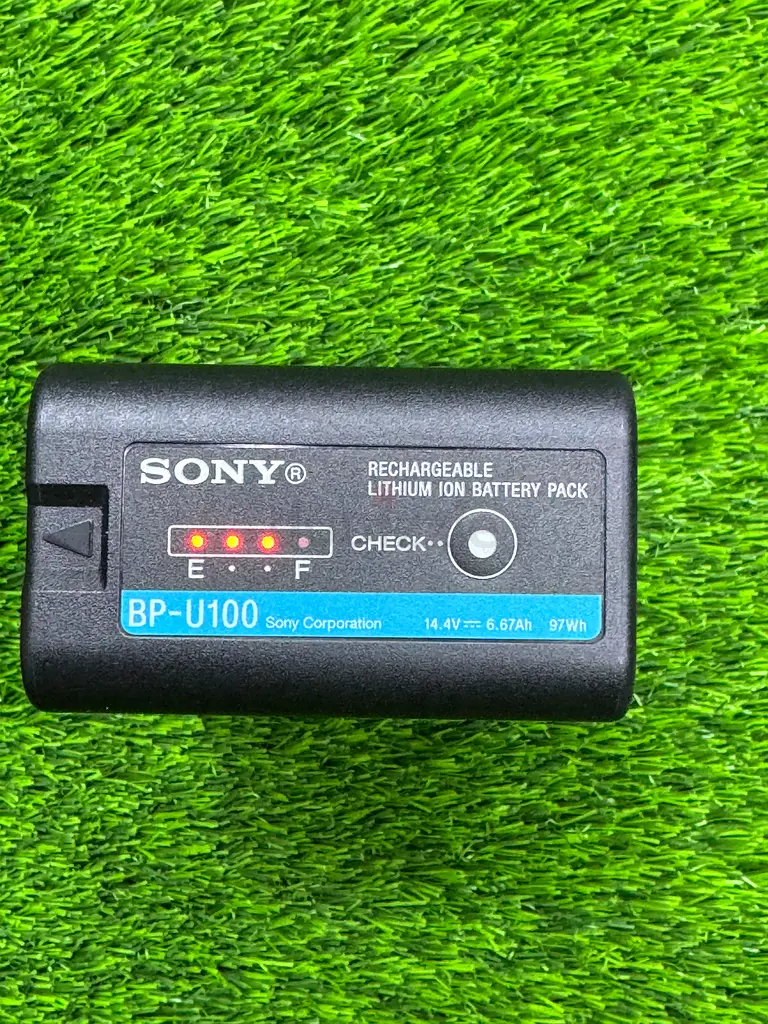 SONY®
RECHARGEABLE
LITHIUM ION BATTERY PACK
CHECK··
E · · F
BP-U100 Sony Corporation 14.4V⎓6.67Ah 97Wh